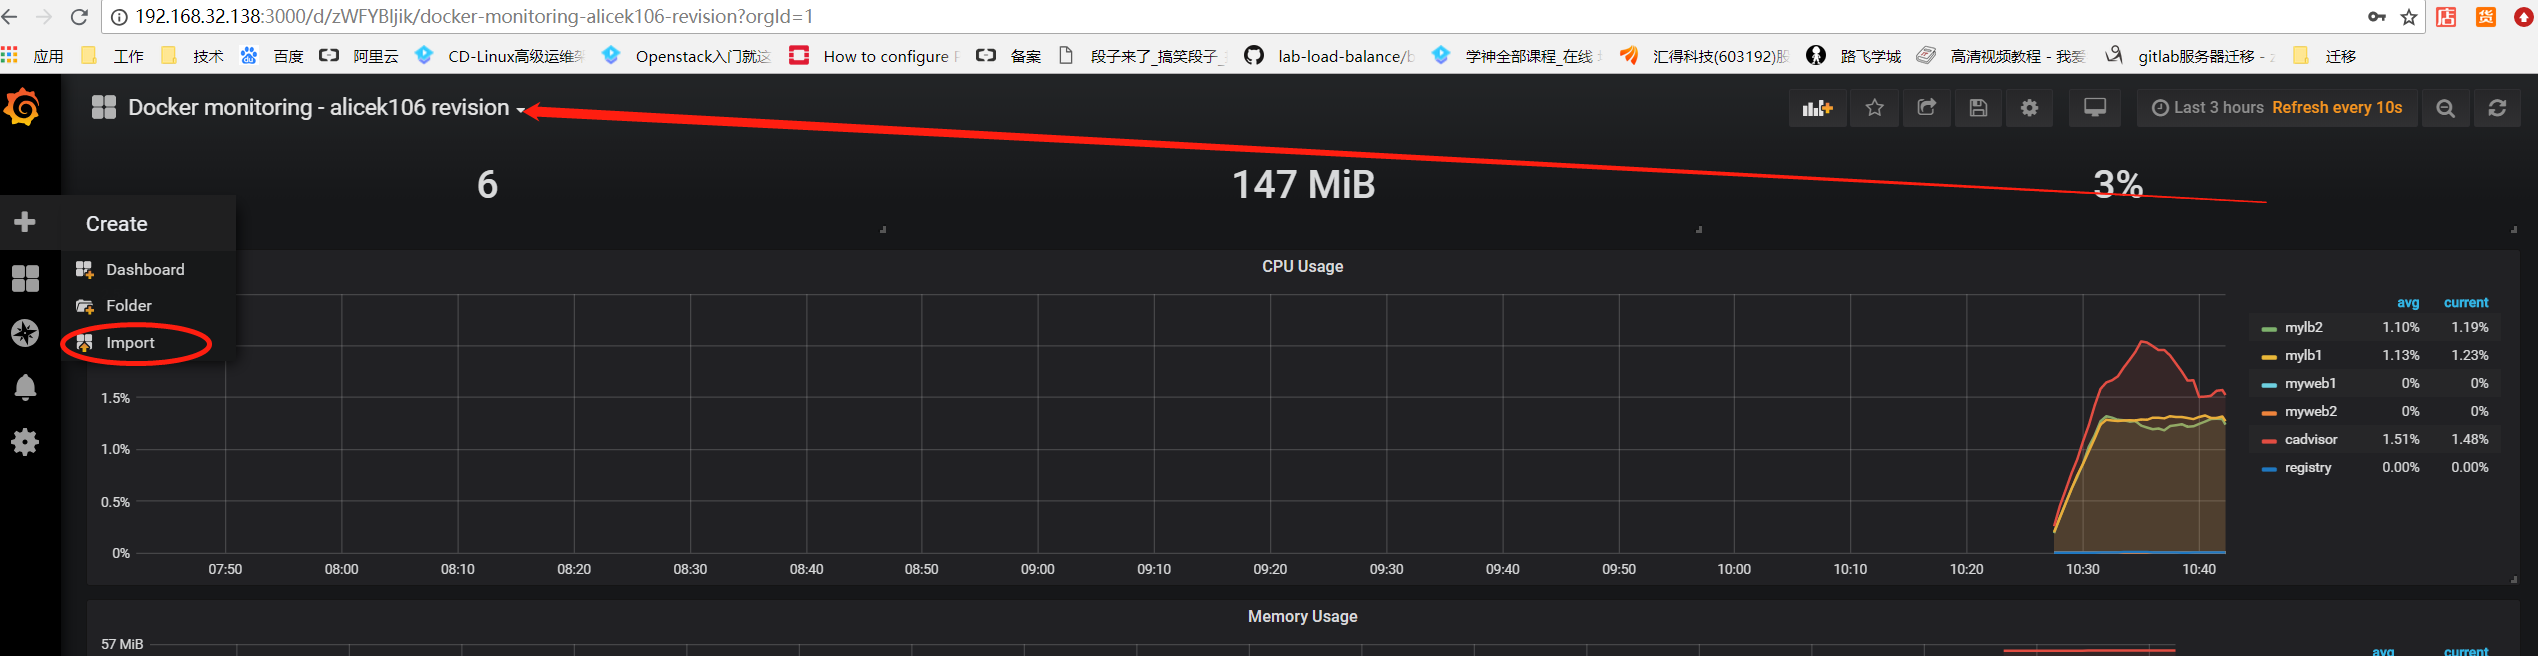 192.168.32.138:3000/d/zWFYBljik/docker-monitoring-alicek106-revision?orgId=1
店 货
应用 工作 技术 百度 阿里云 CD-Linux高级运维架 Openstack入门就这 How to configure 备案 段子来了_搞笑段子_ lab-load-balance/b 学神全部课程_在线 汇得科技(603192)股 路飞学城 高清视频教程 - 我爱 gitlab服务器迁移 - z 迁移
Docker monitoring - alicek106 revision
Last 3 hours Refresh every 10s
6 147 MiB 3%
Create
Dashboard
Folder
Import
CPU Usage
1.5%
1.0%
0.5%
0%
07:50 08:00 08:10 08:20 08:30 08:40 08:50 09:00 09:10 09:20 09:30 09:40 09:50 10:00 10:10 10:20 10:30 10:40
avg current
mylb2 1.10% 1.19%
mylb1 1.13% 1.23%
myweb1 0% 0%
myweb2 0% 0%
cadvisor 1.51% 1.48%
registry 0.00% 0.00%
Memory Usage
57 MiB
avg current